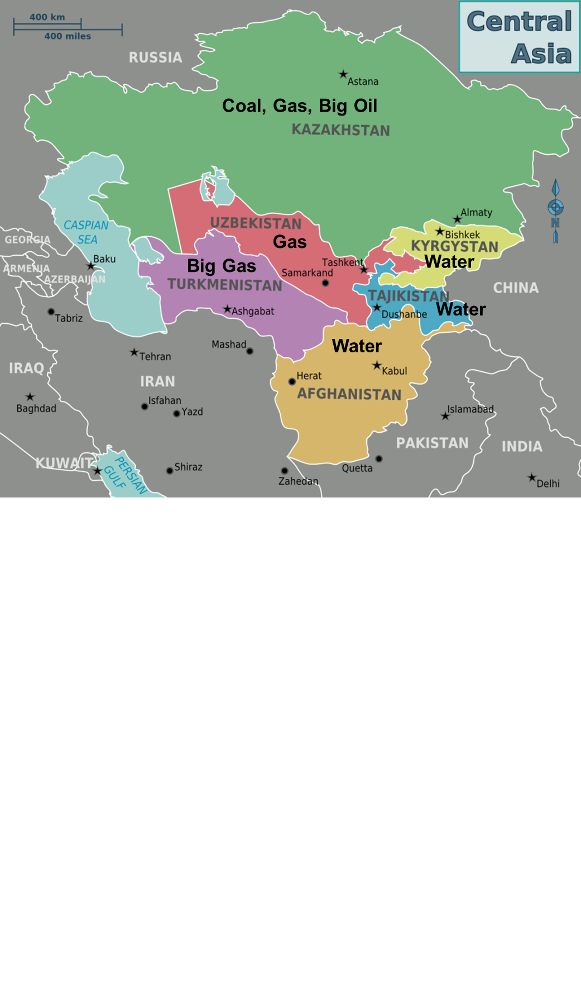 400 km
400 miles
Central
Asia
RUSSIA
Astana
Coal, Gas, Big Oil
KAZAKHSTAN
Almaty
Bishkek
KYRGYSTAN
Water
CASPIAN
SEA
UZBEKISTAN
Gas
GEORGIA
ARMENIA
AZERBAIJAN
Baku
Big Gas
TURKMENISTAN
Ashgabat
Tashkent
Samarkand
TAJIKISTAN
Water
Dushanbe
CHINA
N
Tabriz
Mashad
Tehran
IRAN
Isfahan
Yazd
IRAQ
Baghdad
Water
Kabul
Herat
AFGHANISTAN
Islamabad
PAKISTAN
INDIA
KUWAIT
PERSIAN
GULF
Shiraz
Zahedan
Quetta
Delhi